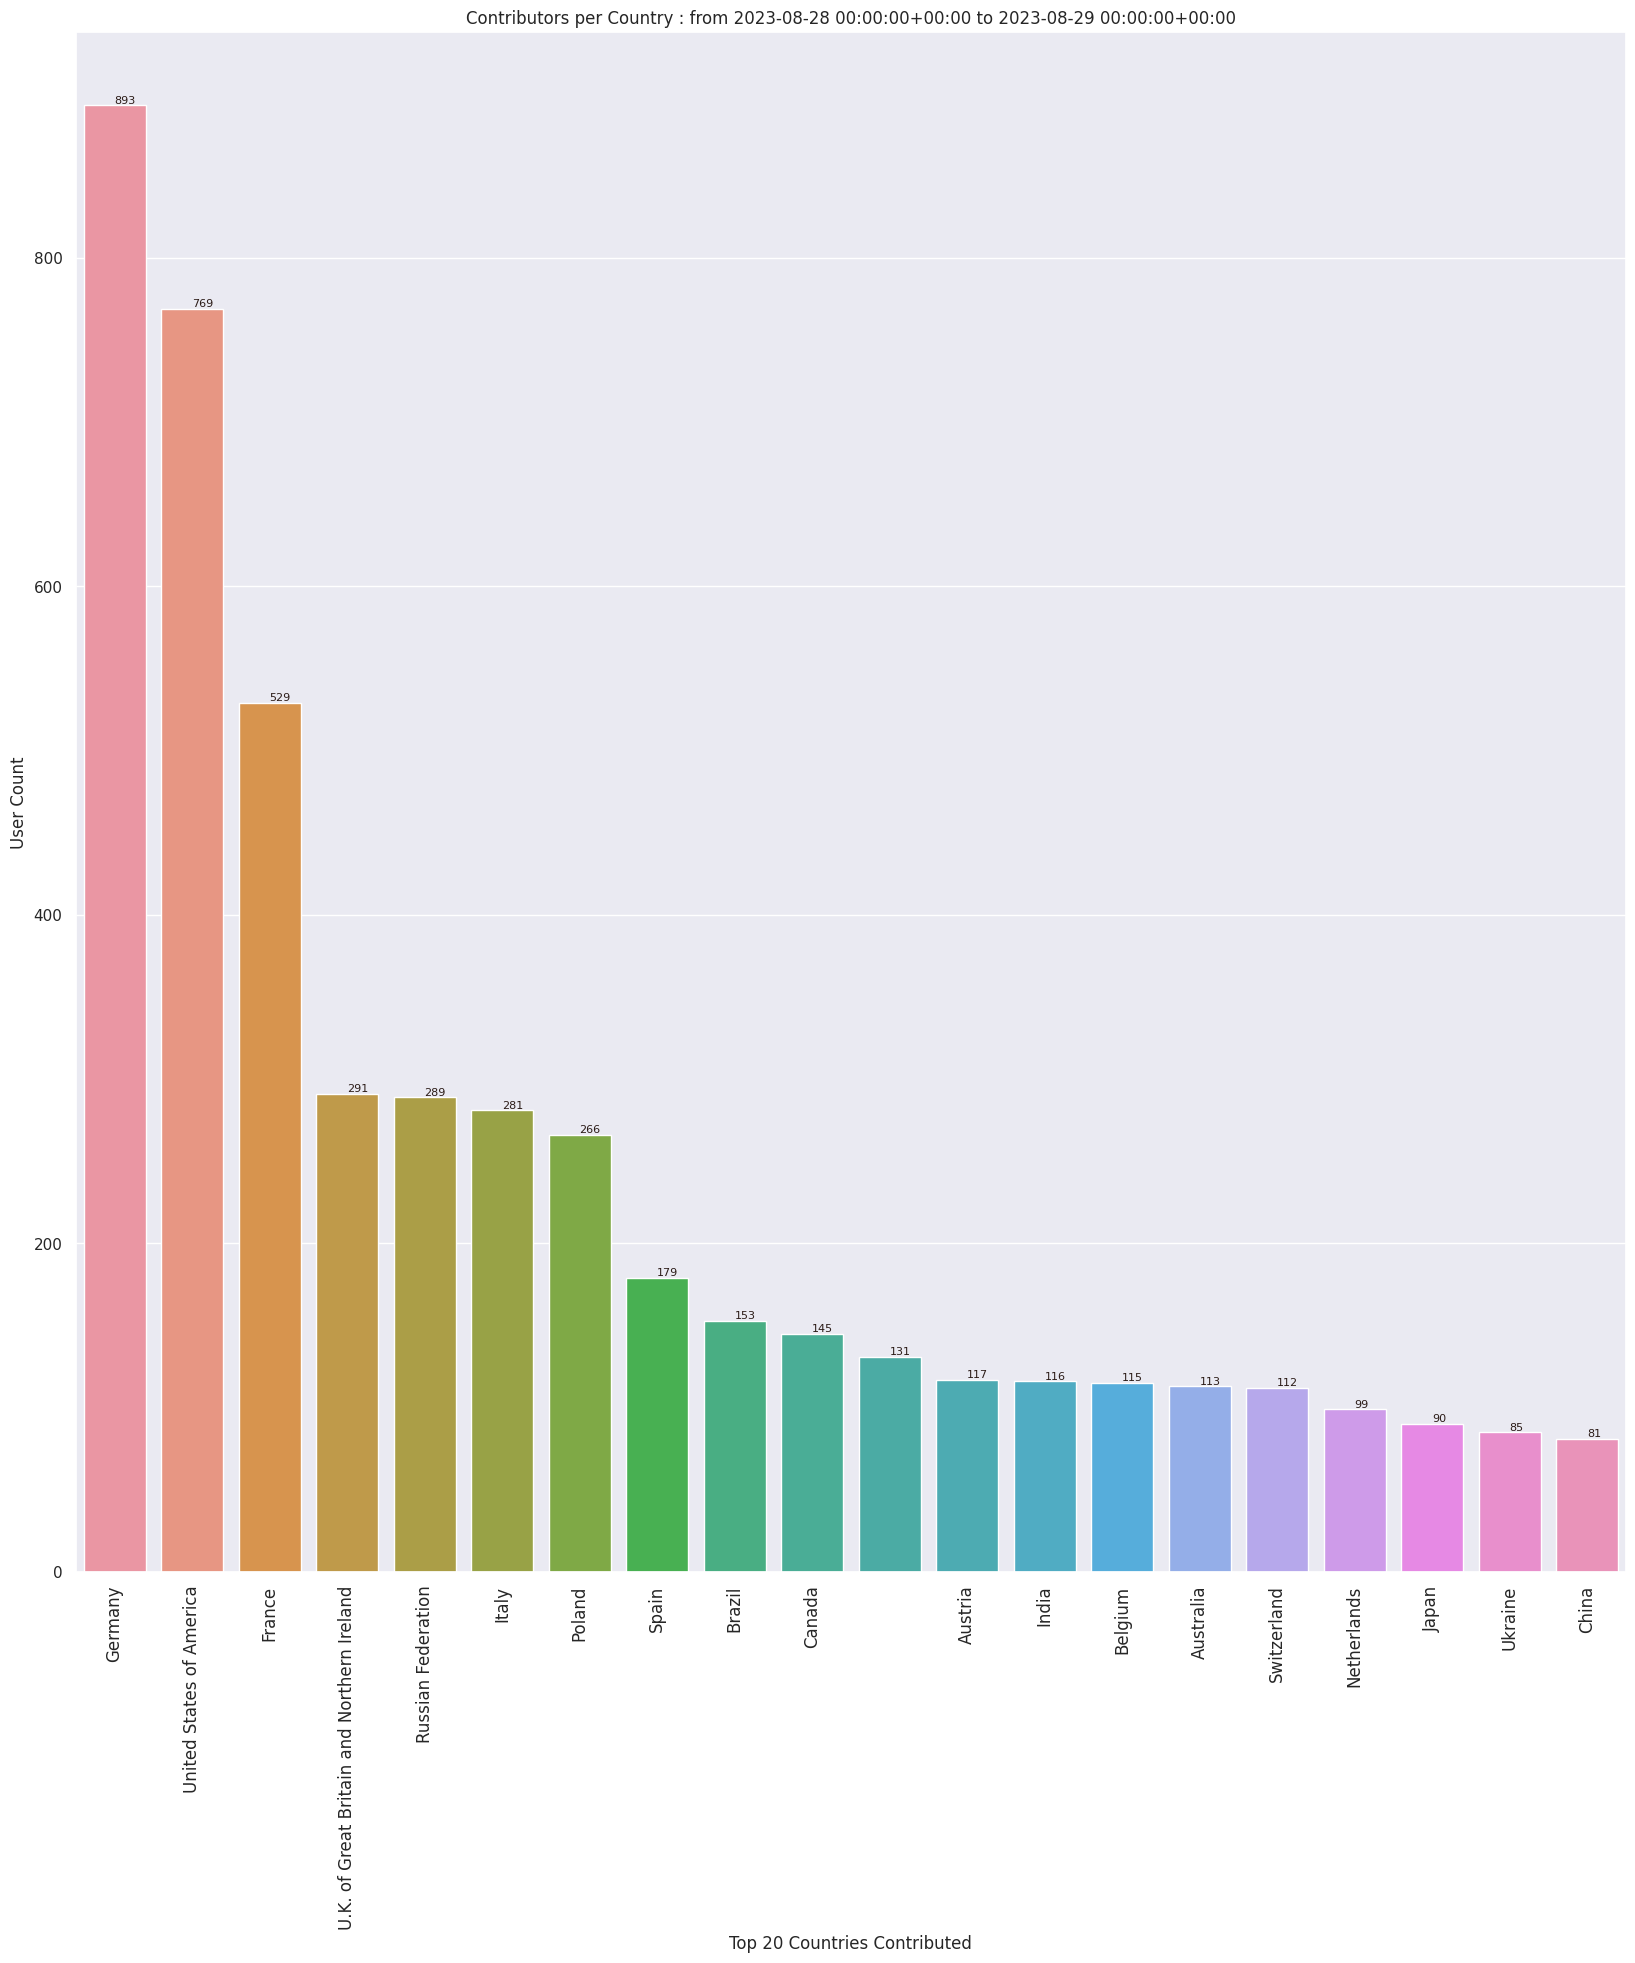 Contributors per Country : from 2023-08-28 00:00:00+00:00 to 2023-08-29 00:00:00+00:00
User Count
800
600
400
200
0
893
769
529
291
289
281
266
179
153
145
131
117
116
115
113
112
99
90
85
81
Germany
United States of America
France
U.K. of Great Britain and Northern Ireland
Russian Federation
Italy
Poland
Spain
Brazil
Canada
Austria
India
Belgium
Australia
Switzerland
Netherlands
Japan
Ukraine
China
Top 20 Countries Contributed